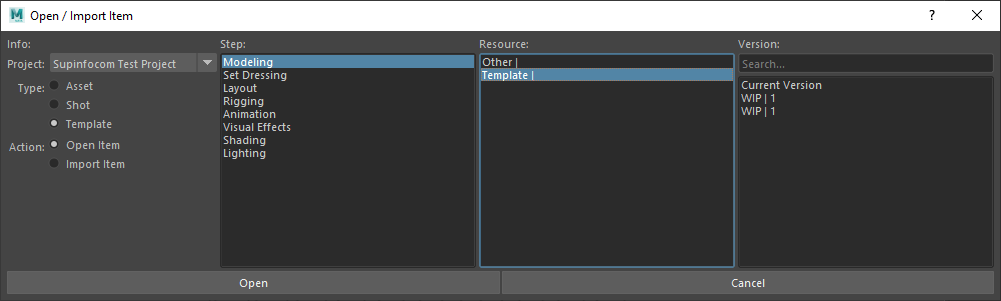 Open / Import Item
?
Info:
Project: Supinfocom Test Project
Type: Asset
Shot
Template
Action: Open Item
Import Item
Step:
Modeling
Set Dressing
Layout
Rigging
Animation
Visual Effects
Shading
Lighting
Resource:
Other |
Template |
Version:
Search...
Current Version
WIP | 1
WIP | 1
Open
Cancel